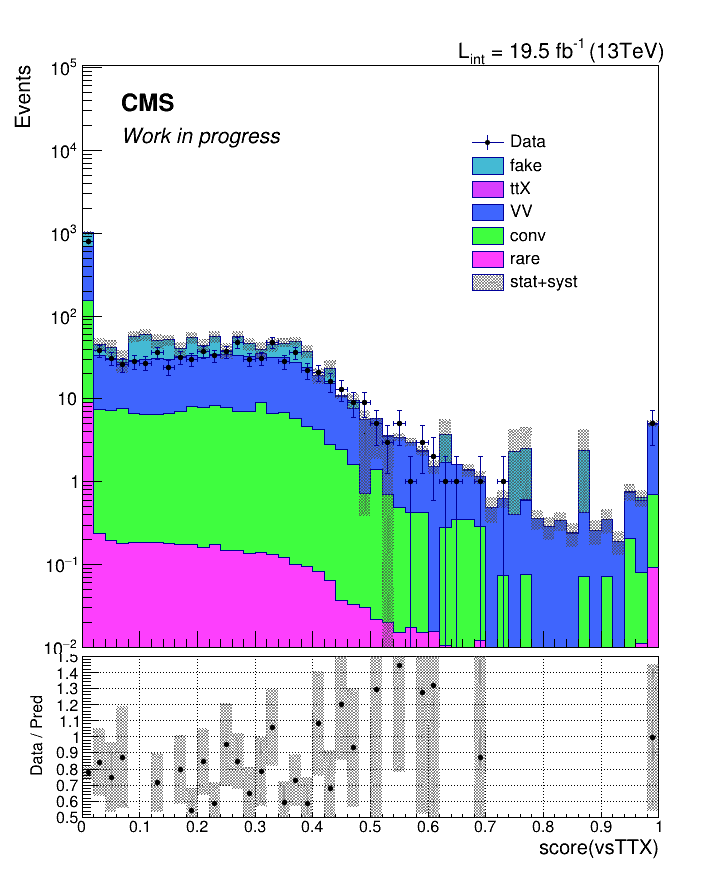 L_int = 19.5 fb^-1 (13TeV)
Events
10^5
CMS
Work in progress
10^4
Data
fake
ttX
VV
conv
rare
stat+syst
10^3
10^2
10
1
10^-1
10^-2
Data / Pred
1.5
1.4
1.3
1.2
1.1
1
0.9
0.8
0.7
0.6
0.5
0 0.1 0.2 0.3 0.4 0.5 0.6 0.7 0.8 0.9 1
score(vsTTX)